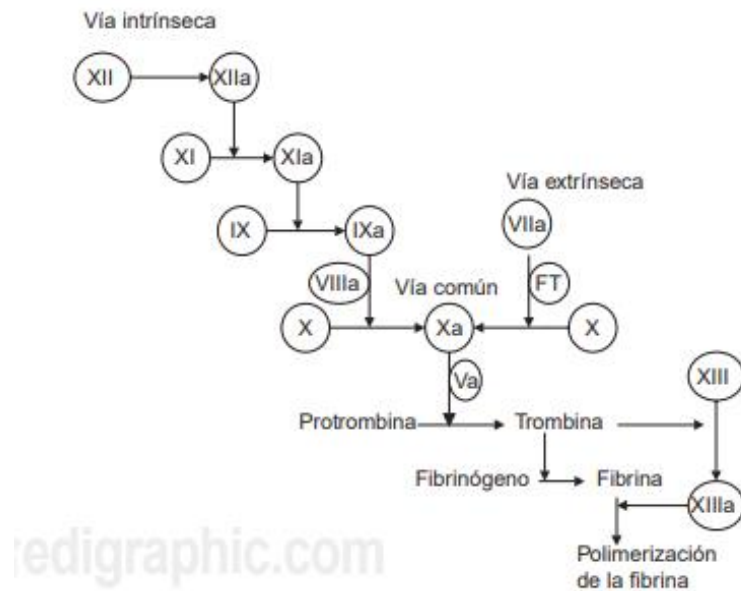 Vía intrínseca
XII XIIa
XI XIa
Vía extrínseca
VIIa
IX IXa
VIIIa Vía común FT
X Xa X
Va XIII
Protrombina Trombina
Fibrinógeno Fibrina
XIIIa
Polimerización
de la fibrina
redigraphic.com